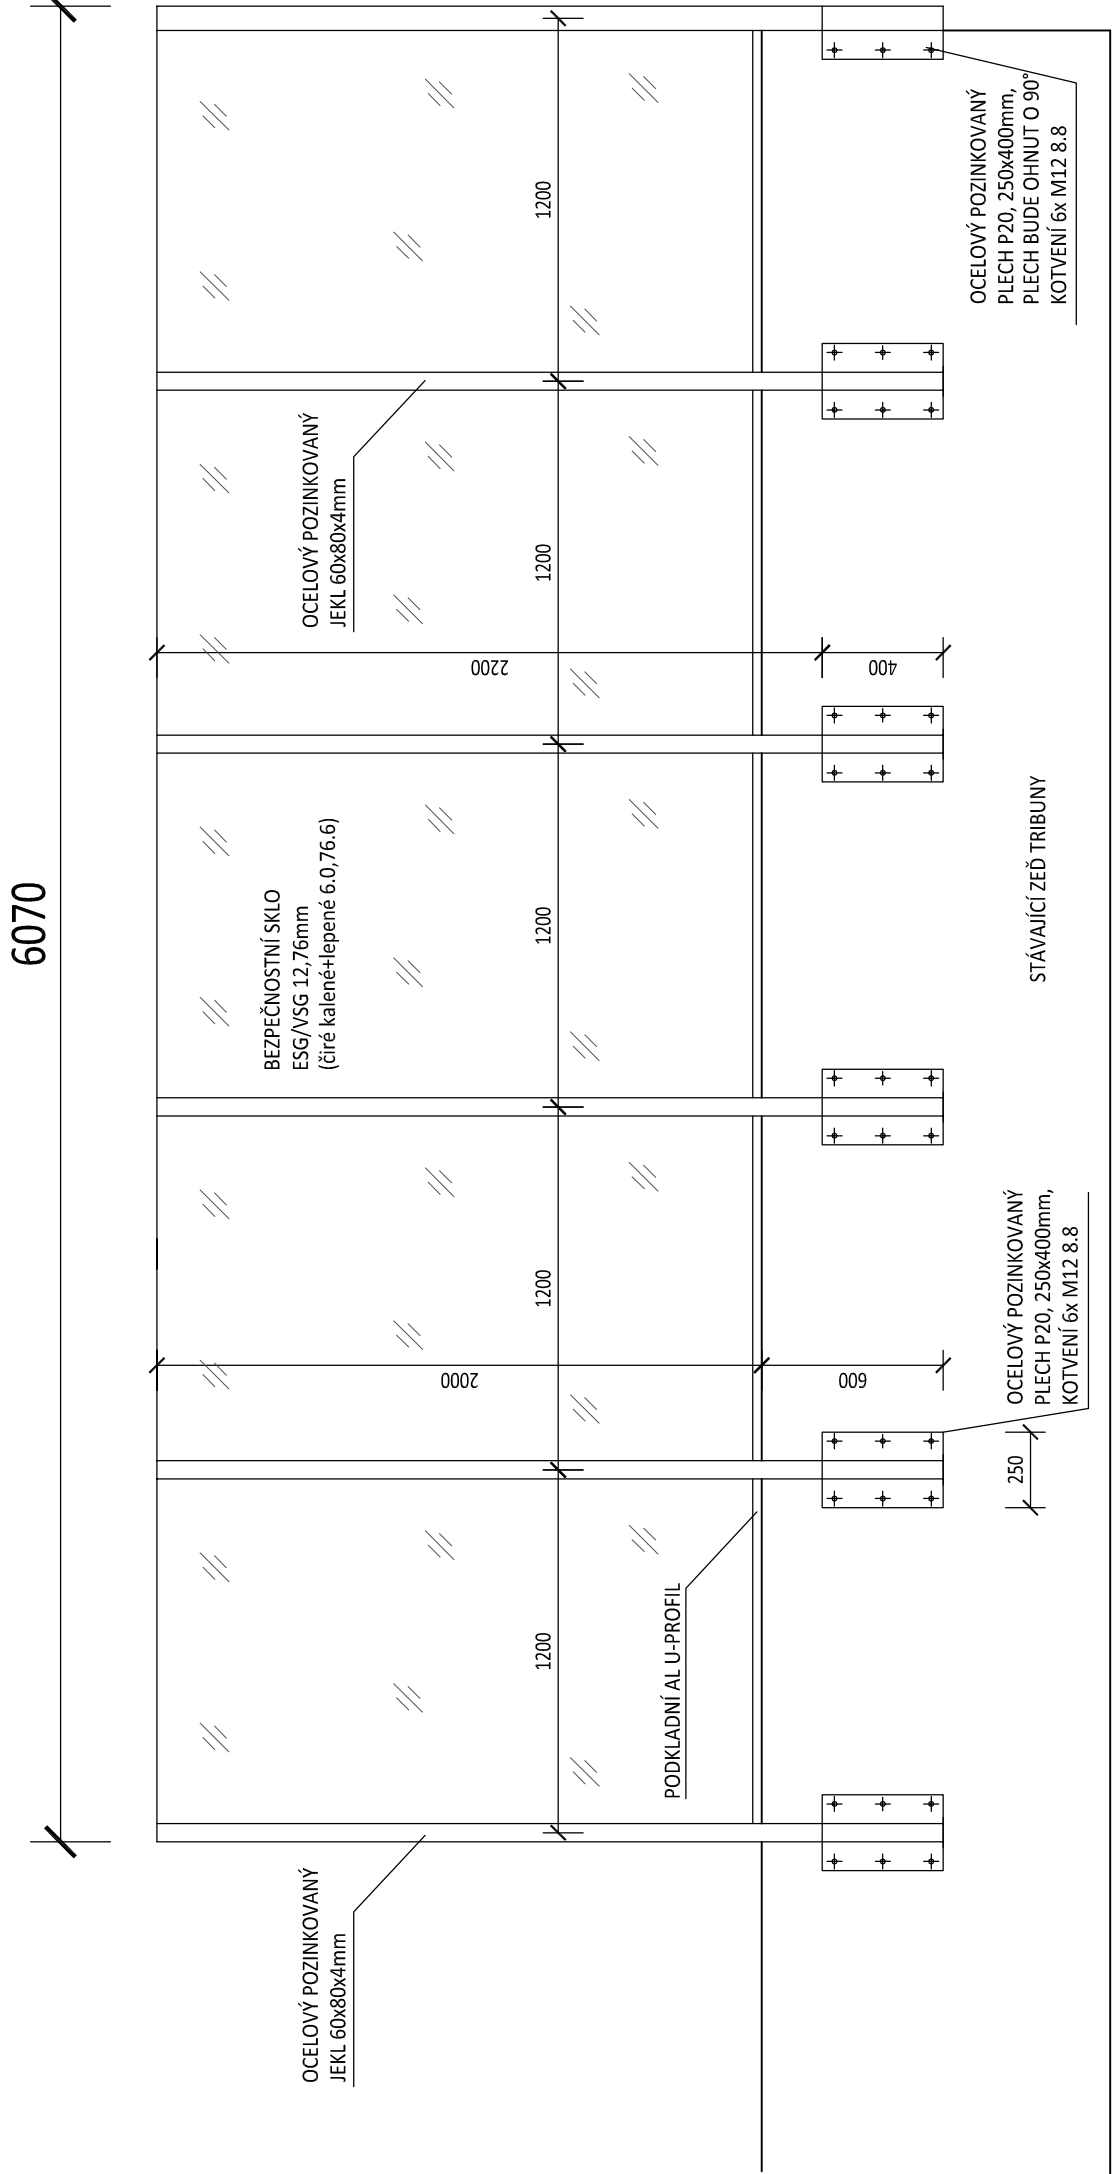 6070
OCELOVÝ POZINKOVANÝ
JEKL 60x80x4mm
BEZPEČNOSTNÍ SKLO
ESG/VSG 12,76mm
(čiré kalené+lepené 6.0,76.6)
OCELOVÝ POZINKOVANÝ
JEKL 60x80x4mm
2200
2000
1200
1200
1200
1200
1200
PODKLADNÍ AL U-PROFIL
600
400
250
OCELOVÝ POZINKOVANÝ
PLECH P20, 250x400mm,
KOTVENÍ 6x M12 8.8
STÁVAJÍCÍ ZEĎ TRIBUNY
OCELOVÝ POZINKOVANÝ
PLECH P20, 250x400mm,
PLECH BUDE OHNUT O 90°
KOTVENÍ 6x M12 8.8